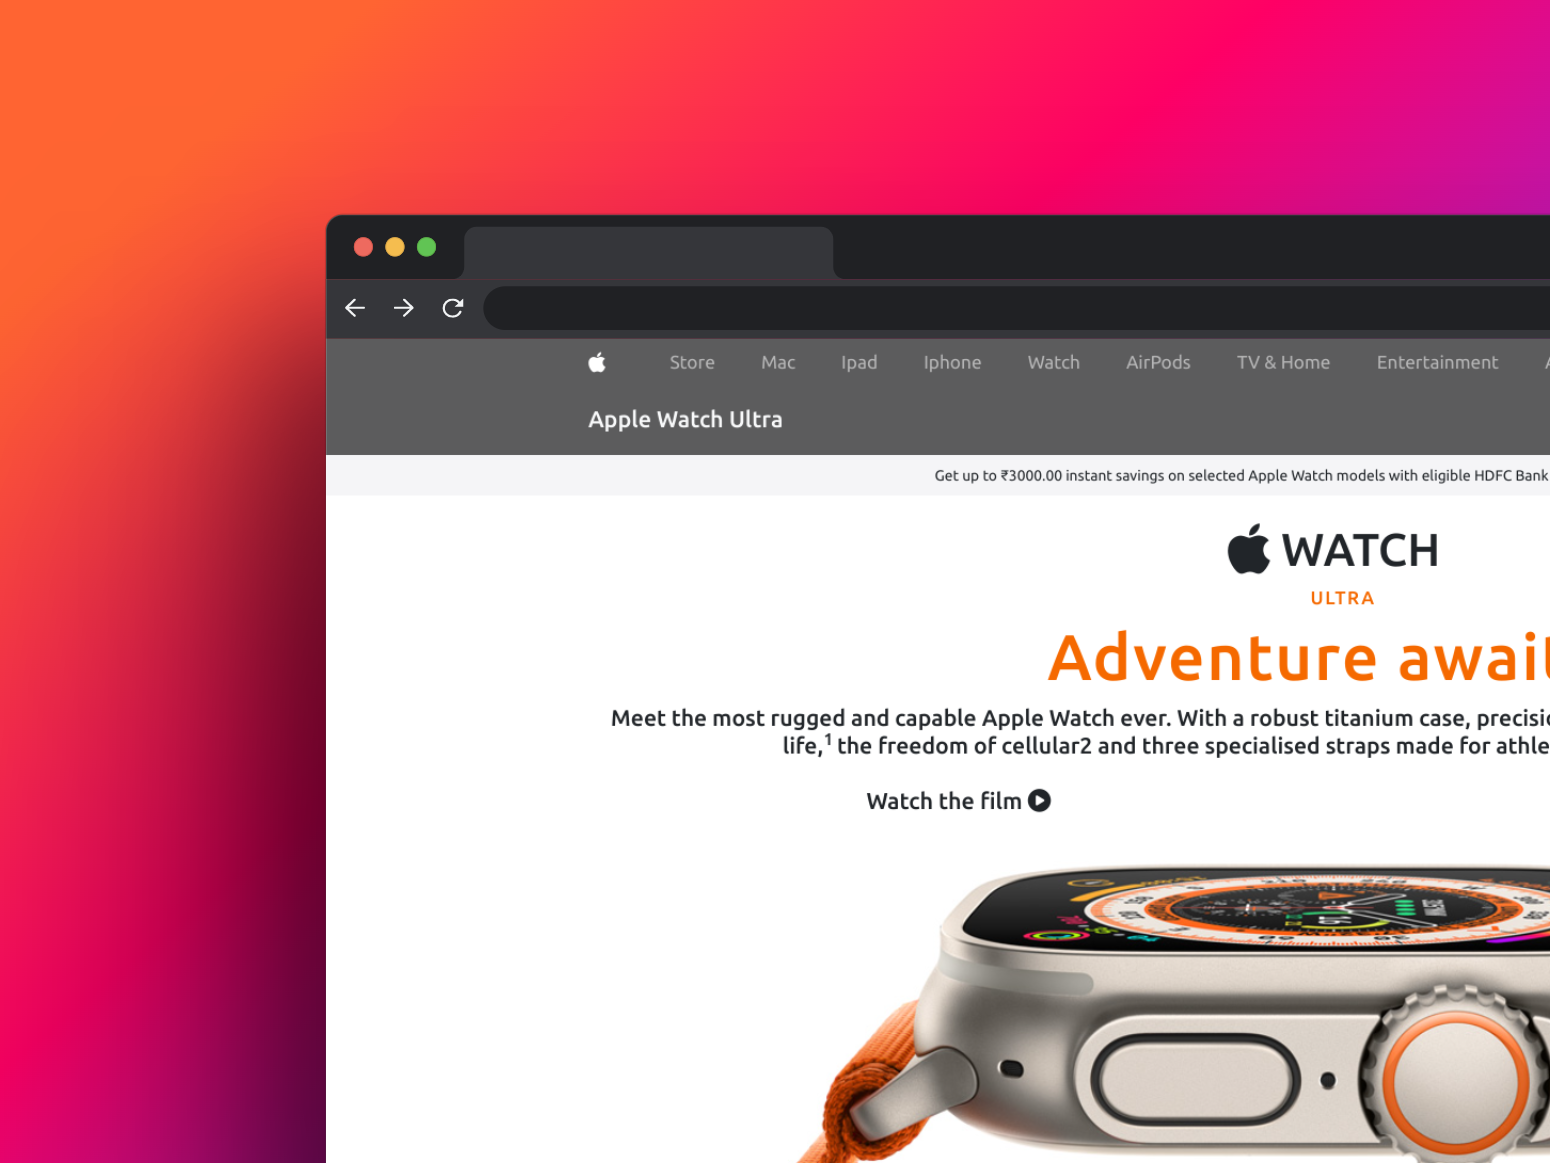 Store Mac Ipad Iphone Watch AirPods TV & Home Entertainment
Apple Watch Ultra
Get up to ₹3000.00 instant savings on selected Apple Watch models with eligible HDFC Bank
WATCH
ULTRA
Adventure await
Meet the most rugged and capable Apple Watch ever. With a robust titanium case, precisi
life,¹ the freedom of cellular2 and three specialised straps made for athle
Watch the film